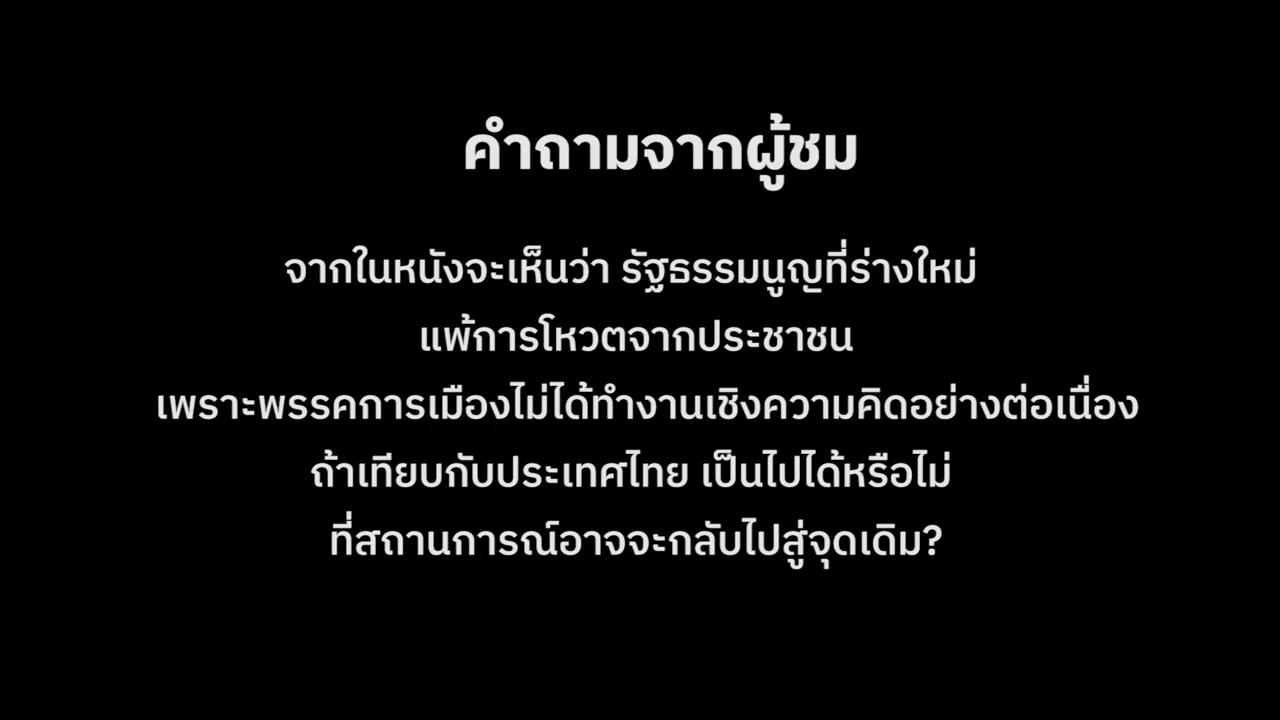 คำถามจากผู้ชม
จากในหนังจะเห็นว่า รัฐธรรมนูญที่ร่างใหม่
แพ้การโหวตจากประชาชน
เพราะพรรคการเมืองไม่ได้ทำงานเชิงความคิดอย่างต่อเนื่อง
ถ้าเทียบกับประเทศไทย เป็นไปได้หรือไม่
ที่สถานการณ์อาจจะกลับไปสู่จุดเดิม?